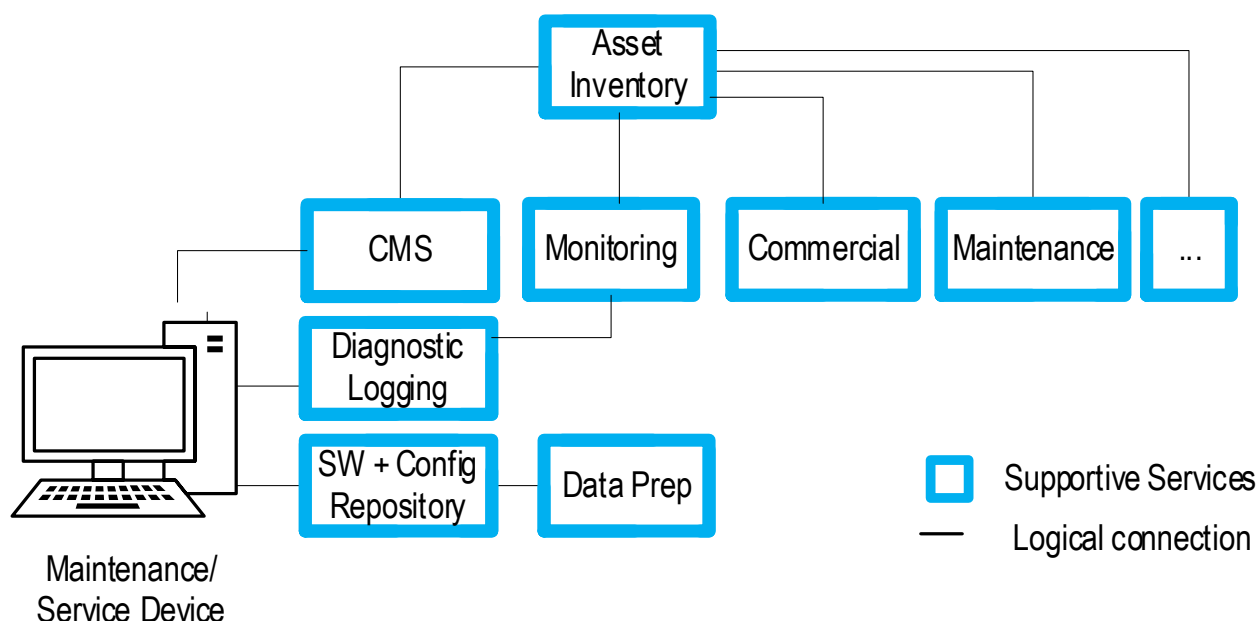 Asset
Inventory
CMS
Monitoring
Commercial
Maintenance
...
Diagnostic
Logging
SW + Config
Repository
Data Prep
Supportive Services
Logical connection
Maintenance/
Service Device